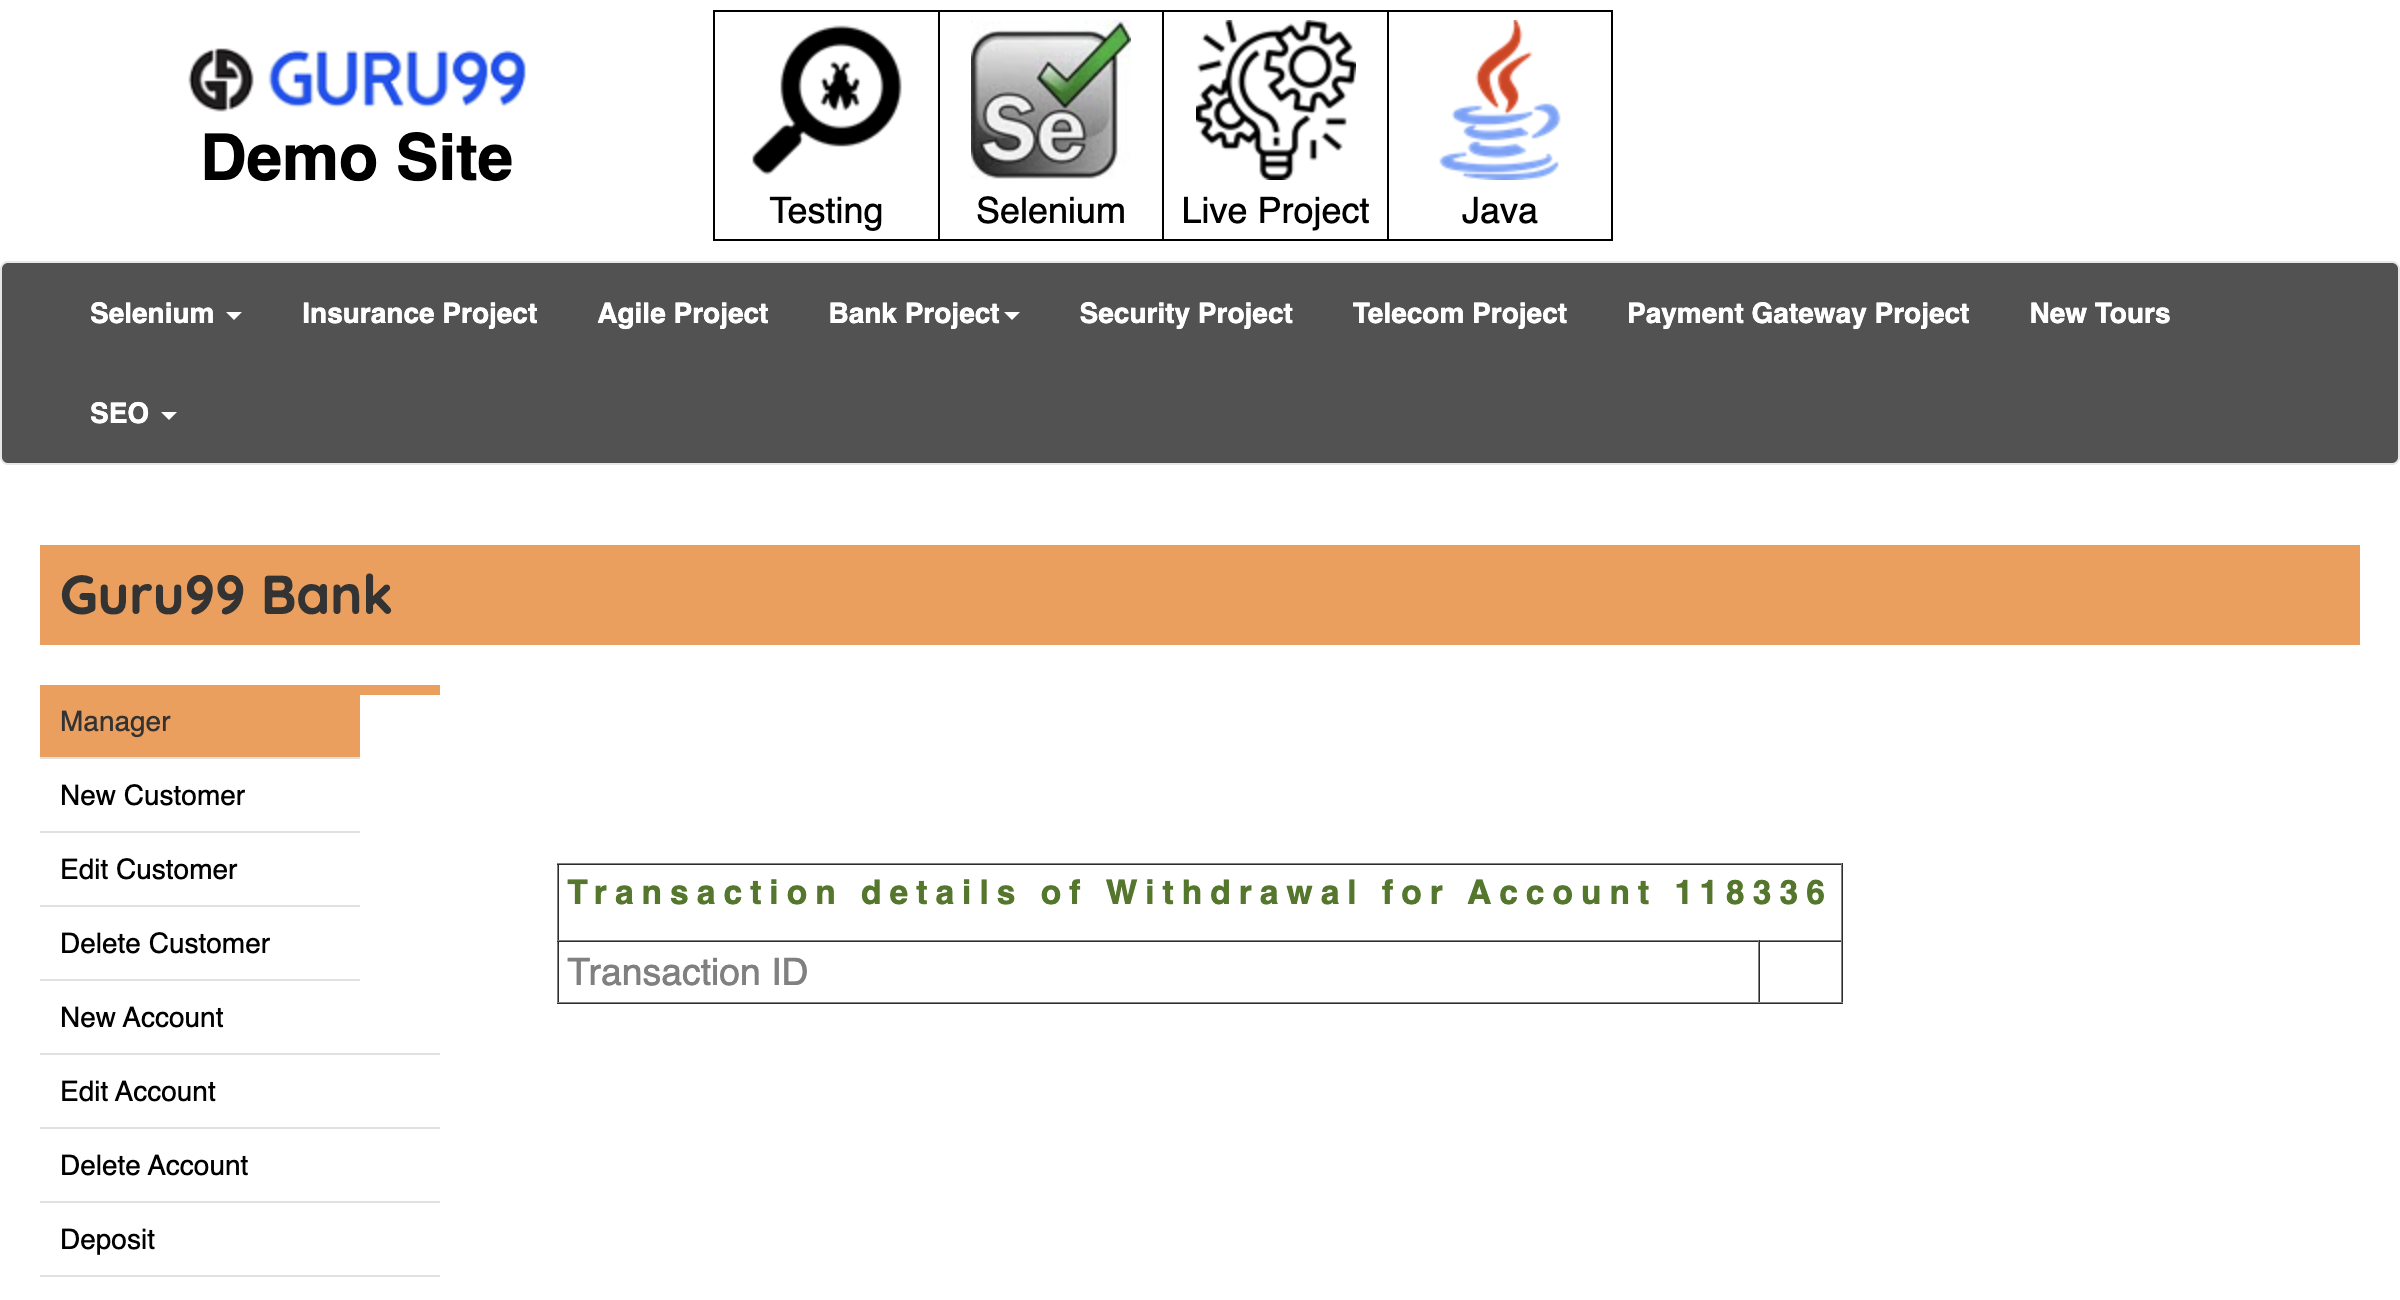 GURU99
Demo Site
Se
Testing
Selenium
Live Project
Java
Selenium
Insurance Project
Agile Project
Bank Project
Security Project
Telecom Project
Payment Gateway Project
New Tours
SEO
Guru99 Bank
Manager
New Customer
Edit Customer
Delete Customer
New Account
Edit Account
Delete Account
Deposit
Transaction details of Withdrawal for Account 118336
Transaction ID